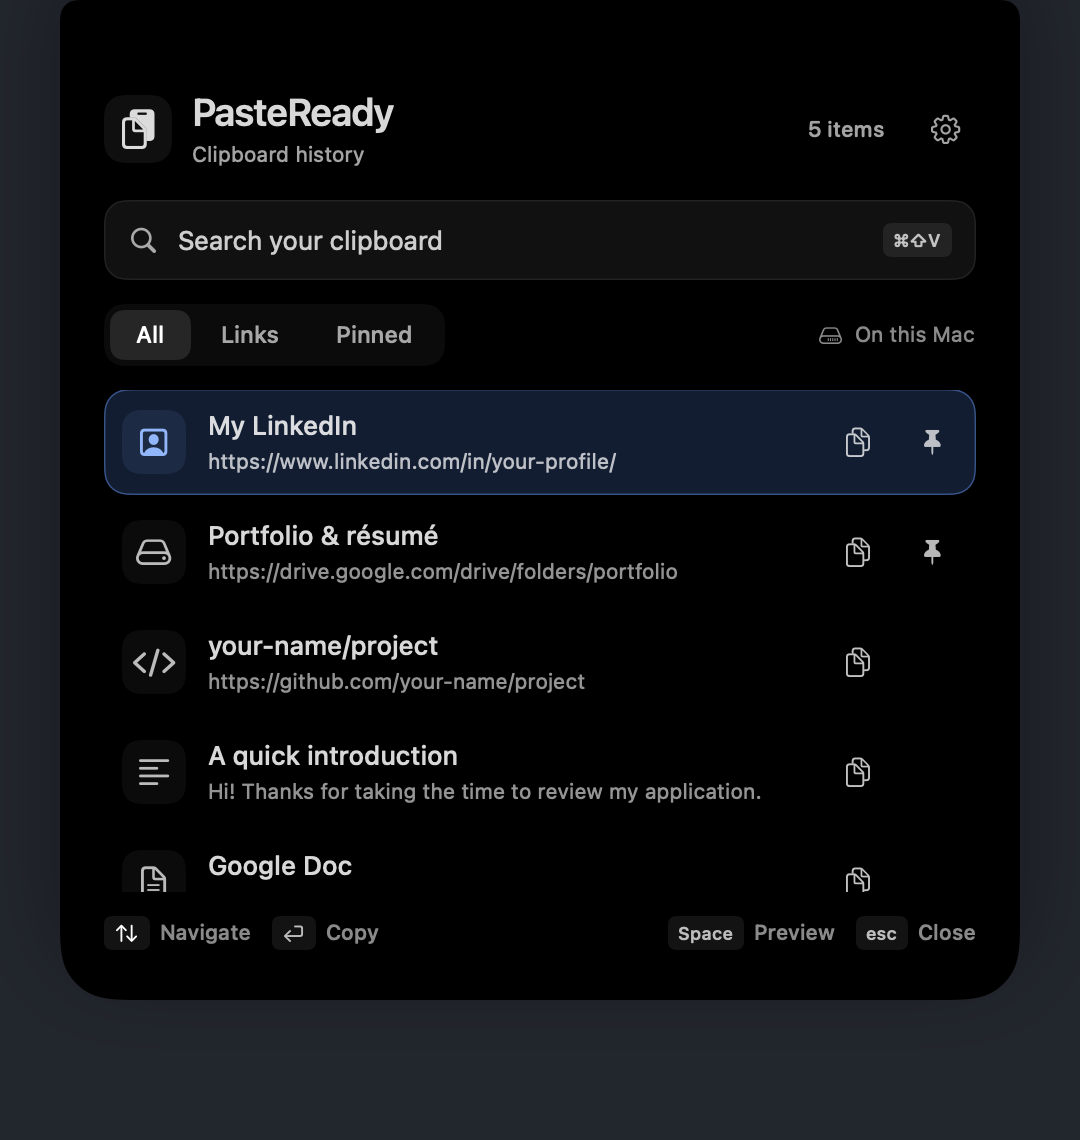 PasteReady
Clipboard history
5 items
Search your clipboard
⌘⇧V
All
Links
Pinned
On this Mac
My LinkedIn
https://www.linkedin.com/in/your-profile/
Portfolio & résumé
https://drive.google.com/drive/folders/portfolio
your-name/project
https://github.com/your-name/project
A quick introduction
Hi! Thanks for taking the time to review my application.
Google Doc
Navigate
Copy
Space
Preview
esc
Close